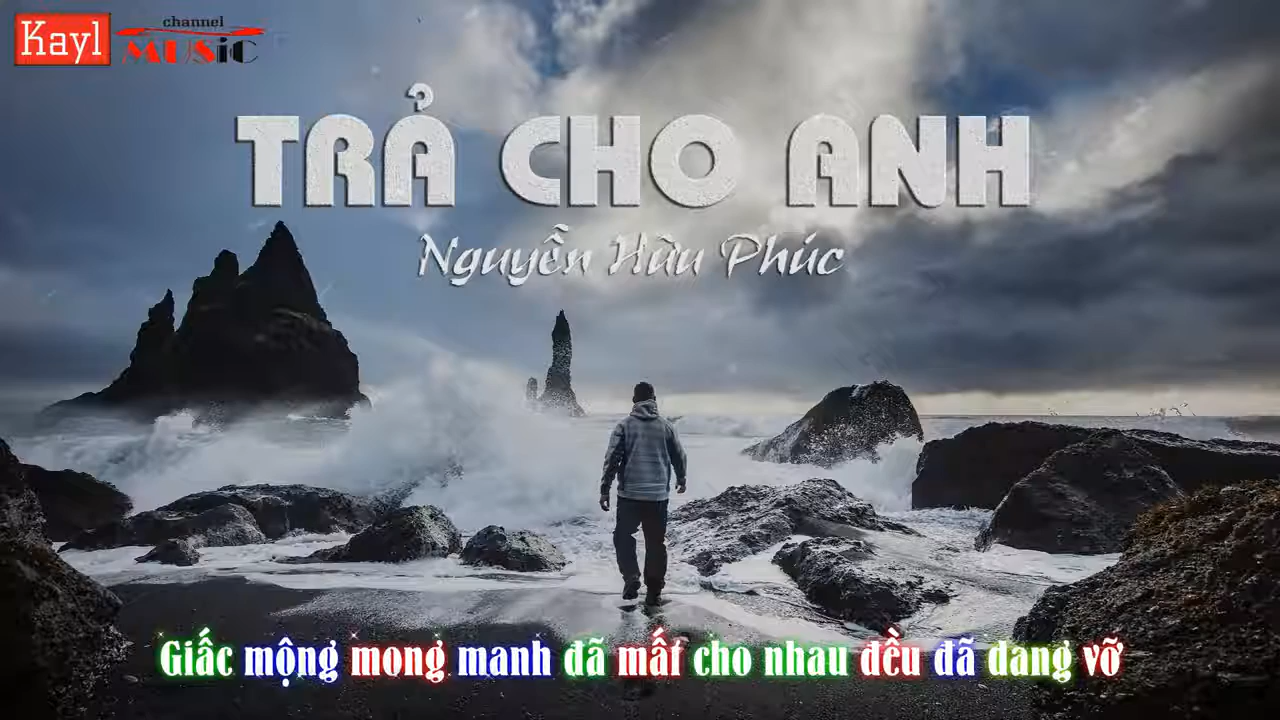 Kayl
channel
MUSiC
TRẢ CHO ANH
Nguyễn Hữu Phúc
Giấc mộng mong manh đã mất cho nhau đều đã dang vỡ